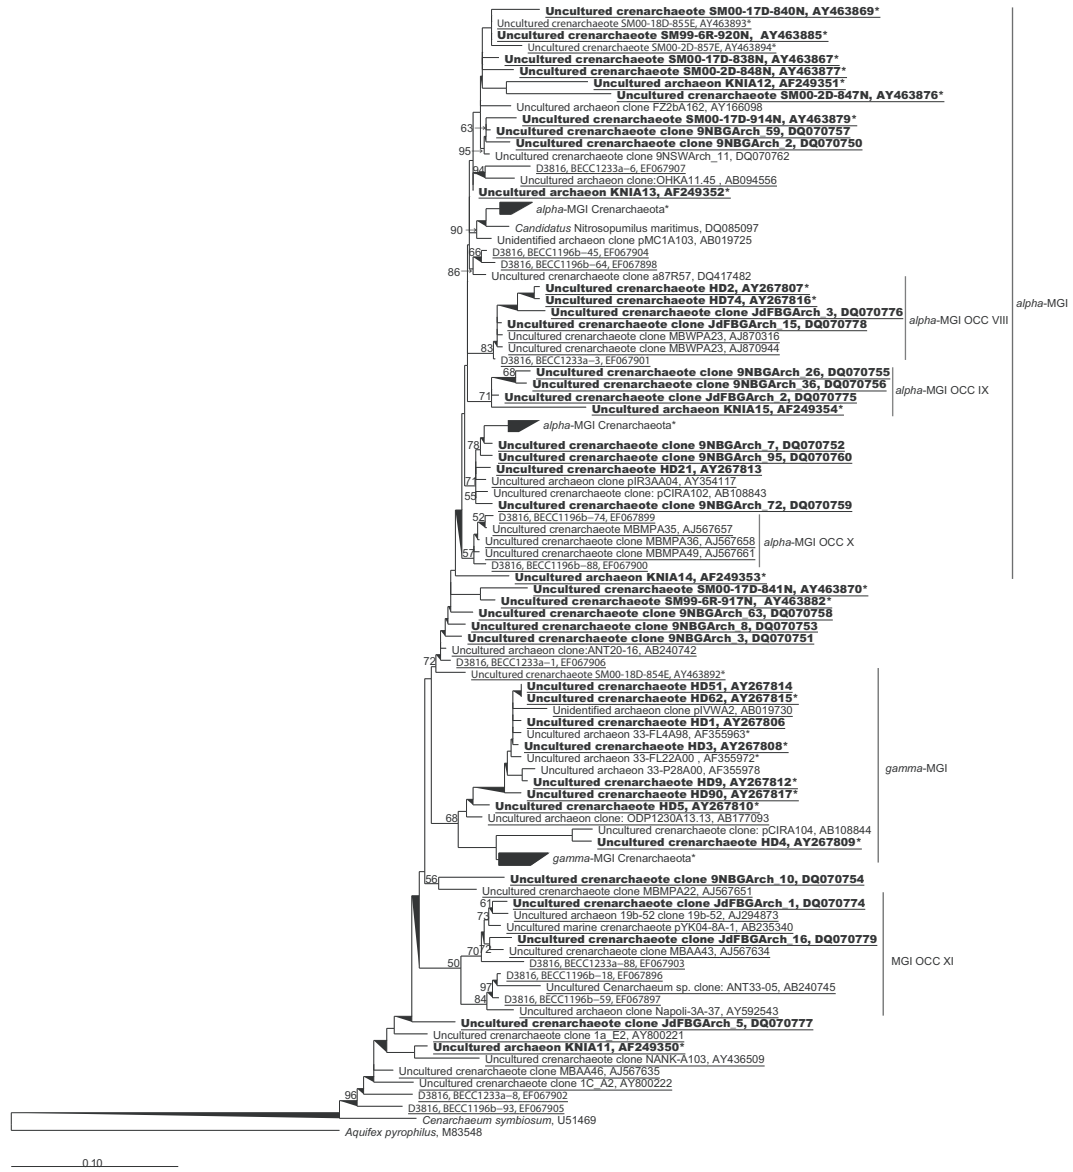 Uncultured crenarchaeote SM00-17D-840N, AY463869*
Uncultured crenarchaeote SM00-18D-855E, AY463893*
Uncultured crenarchaeote SM99-6R-920N, AY463885*
Uncultured crenarchaeote SM00-2D-857E, AY463894*
Uncultured crenarchaeote SM00-17D-838N, AY463867*
Uncultured crenarchaeote SM00-2D-848N, AY463877*
Uncultured archaeon KNIA12, AF249351*
Uncultured crenarchaeote SM00-2D-847N, AY463876*
Uncultured archaeon clone FZ2bA162, AY166098
Uncultured crenarchaeote SM00-17D-914N, AY463879*
63
Uncultured crenarchaeote clone 9NBGArch_59, DQ070757
Uncultured crenarchaeote clone 9NBGArch_2, DQ070750
95
Uncultured crenarchaeote clone 9NSWArch_11, DQ070762
D3816, BECC1233a–6, EF067907
Uncultured archaeon clone:OHKA11.45 , AB094556
Uncultured archaeon KNIA13, AF249352*
alpha-MGI Crenarchaeota*
90
Candidatus Nitrosopumilus maritimus, DQ085097
Unidentified archaeon clone pMC1A103, AB019725
66
D3816, BECC1196b–45, EF067904
D3816, BECC1196b–64, EF067898
86
Uncultured crenarchaeote clone a87R57, DQ417482
Uncultured crenarchaeote HD2, AY267807*
Uncultured crenarchaeote HD74, AY267816*
alpha-MGI
Uncultured crenarchaeote clone JdFBGArch_3, DQ070776
alpha-MGI OCC VIII
Uncultured crenarchaeote clone JdFBGArch_15, DQ070778
Uncultured crenarchaeote clone MBWPA23, AJ870316
83
Uncultured crenarchaeote clone MBWPA23, AJ870944
D3816, BECC1233a–3, EF067901
68
Uncultured crenarchaeote clone 9NBGArch_26, DQ070755
Uncultured crenarchaeote clone 9NBGArch_36, DQ070756
alpha-MGI OCC IX
71
Uncultured crenarchaeote clone JdFBGArch_2, DQ070775
Uncultured archaeon KNIA15, AF249354*
alpha-MGI Crenarchaeota*
78
Uncultured crenarchaeote clone 9NBGArch_7, DQ070752
Uncultured crenarchaeote clone 9NBGArch_95, DQ070760
Uncultured crenarchaeote HD21, AY267813
71
Uncultured archaeon clone pIR3AA04, AY354117
55
Uncultured crenarchaeote clone: pCIRA102, AB108843
Uncultured crenarchaeote clone 9NBGArch_72, DQ070759
52
D3816, BECC1196b–74, EF067899
Uncultured crenarchaeote MBMPA35, AJ567657
Uncultured crenarchaeote clone MBMPA36, AJ567658
alpha-MGI OCC X
57
Uncultured crenarchaeote clone MBMPA49, AJ567661
D3816, BECC1196b–88, EF067900
Uncultured archaeon KNIA14, AF249353*
Uncultured crenarchaeote SM00-17D-841N, AY463870*
Uncultured crenarchaeote SM99-6R-917N, AY463882*
Uncultured crenarchaeote clone 9NBGArch_63, DQ070758
Uncultured crenarchaeote clone 9NBGArch_8, DQ070753
Uncultured crenarchaeote clone 9NBGArch_3, DQ070751
Uncultured archaeon clone:ANT20-16, AB240742
72
D3816, BECC1233a–1, EF067906
Uncultured crenarchaeote SM00-18D-854E, AY463892*
Uncultured crenarchaeote HD51, AY267814
Uncultured crenarchaeote HD62, AY267815*
Unidentified archaeon clone pIVWA2, AB019730
Uncultured crenarchaeote HD1, AY267806
Uncultured archaeon 33-FL4A98, AF355963*
Uncultured crenarchaeote HD3, AY267808*
Uncultured archaeon 33-FL22A00 , AF355972*
gamma-MGI
Uncultured archaeon 33-P28A00, AF355978
Uncultured crenarchaeote HD9, AY267812*
Uncultured crenarchaeote HD90, AY267817*
Uncultured crenarchaeote HD5, AY267810*
68
Uncultured archaeon clone: ODP1230A13.13, AB177093
Uncultured crenarchaeote clone: pCIRA104, AB108844
Uncultured crenarchaeote HD4, AY267809*
gamma-MGI Crenarchaeota*
56
Uncultured crenarchaeote clone 9NBGArch_10, DQ070754
Uncultured crenarchaeote clone MBMPA22, AJ567651
61
Uncultured crenarchaeote clone JdFBGArch_1, DQ070774
73
Uncultured archaeon 19b-52 clone 19b-52, AJ294873
Uncultured marine crenarchaeote pYK04-8A-1, AB235340
Uncultured crenarchaeote clone JdFBGArch_16, DQ070779
70
72
Uncultured crenarchaeote clone MBAA43, AJ567634
50
D3816, BECC1233a–88, EF067903
MGI OCC XI
D3816, BECC1196b–18, EF067896
97
Uncultured Cenarchaeum sp. clone: ANT33-05, AB240745
84
D3816, BECC1196b–59, EF067897
Uncultured archaeon clone Napoli-3A-37, AY592543
Uncultured crenarchaeote clone JdFBGArch_5, DQ070777
Uncultured crenarchaeote clone 1a_E2, AY800221
Uncultured archaeon KNIA11, AF249350*
Uncultured crenarchaeote clone NANK-A103, AY436509
Uncultured crenarchaeote clone MBAA46, AJ567635
Uncultured crenarchaeote clone 1C_A2, AY800222
96
D3816, BECC1233a–8, EF067902
D3816, BECC1196b–93, EF067905
Cenarchaeum symbiosum, U51469
Aquifex pyrophilus, M83548
0.10